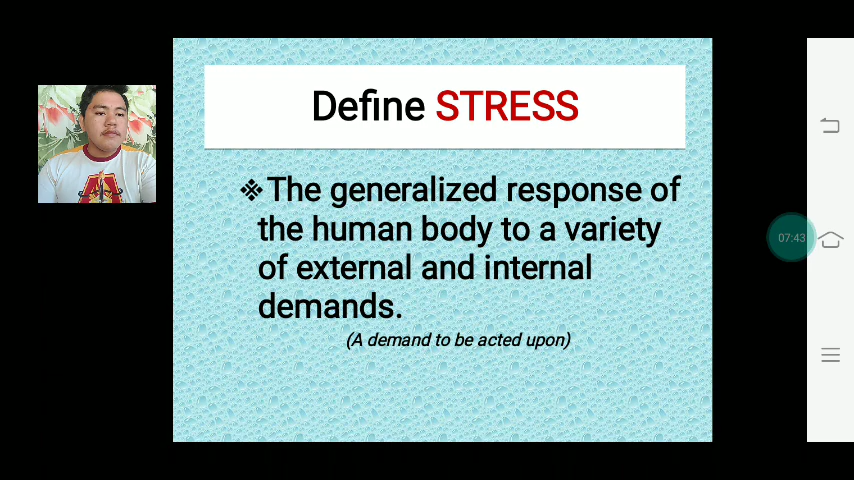 Define STRESS
The generalized response of
the human body to a variety
of external and internal
demands.
(A demand to be acted upon)
07:43